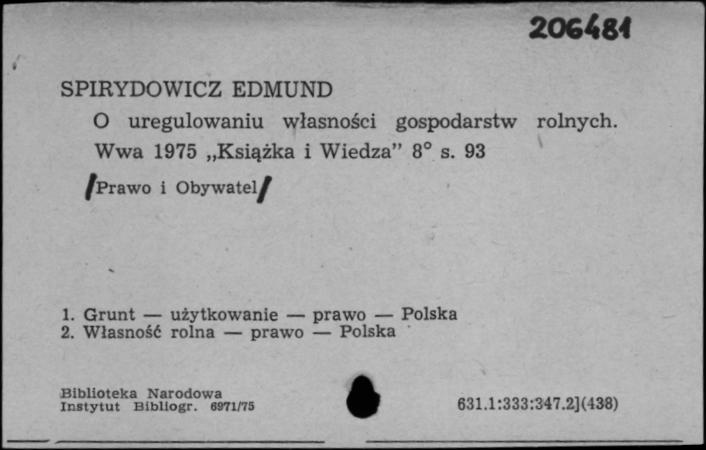 206481
SPIRYDOWICZ EDMUND
O uregulowaniu własności gospodarstw rolnych.
Wwa 1975 „Książka i Wiedza” 8° s. 93
/Prawo i Obywatel/
1. Grunt — użytkowanie — prawo — Polska
2. Własność rolna — prawo — Polska
Biblioteka Narodowa
Instytut Bibliogr. 6971/75
631.1:333:347.2](438)